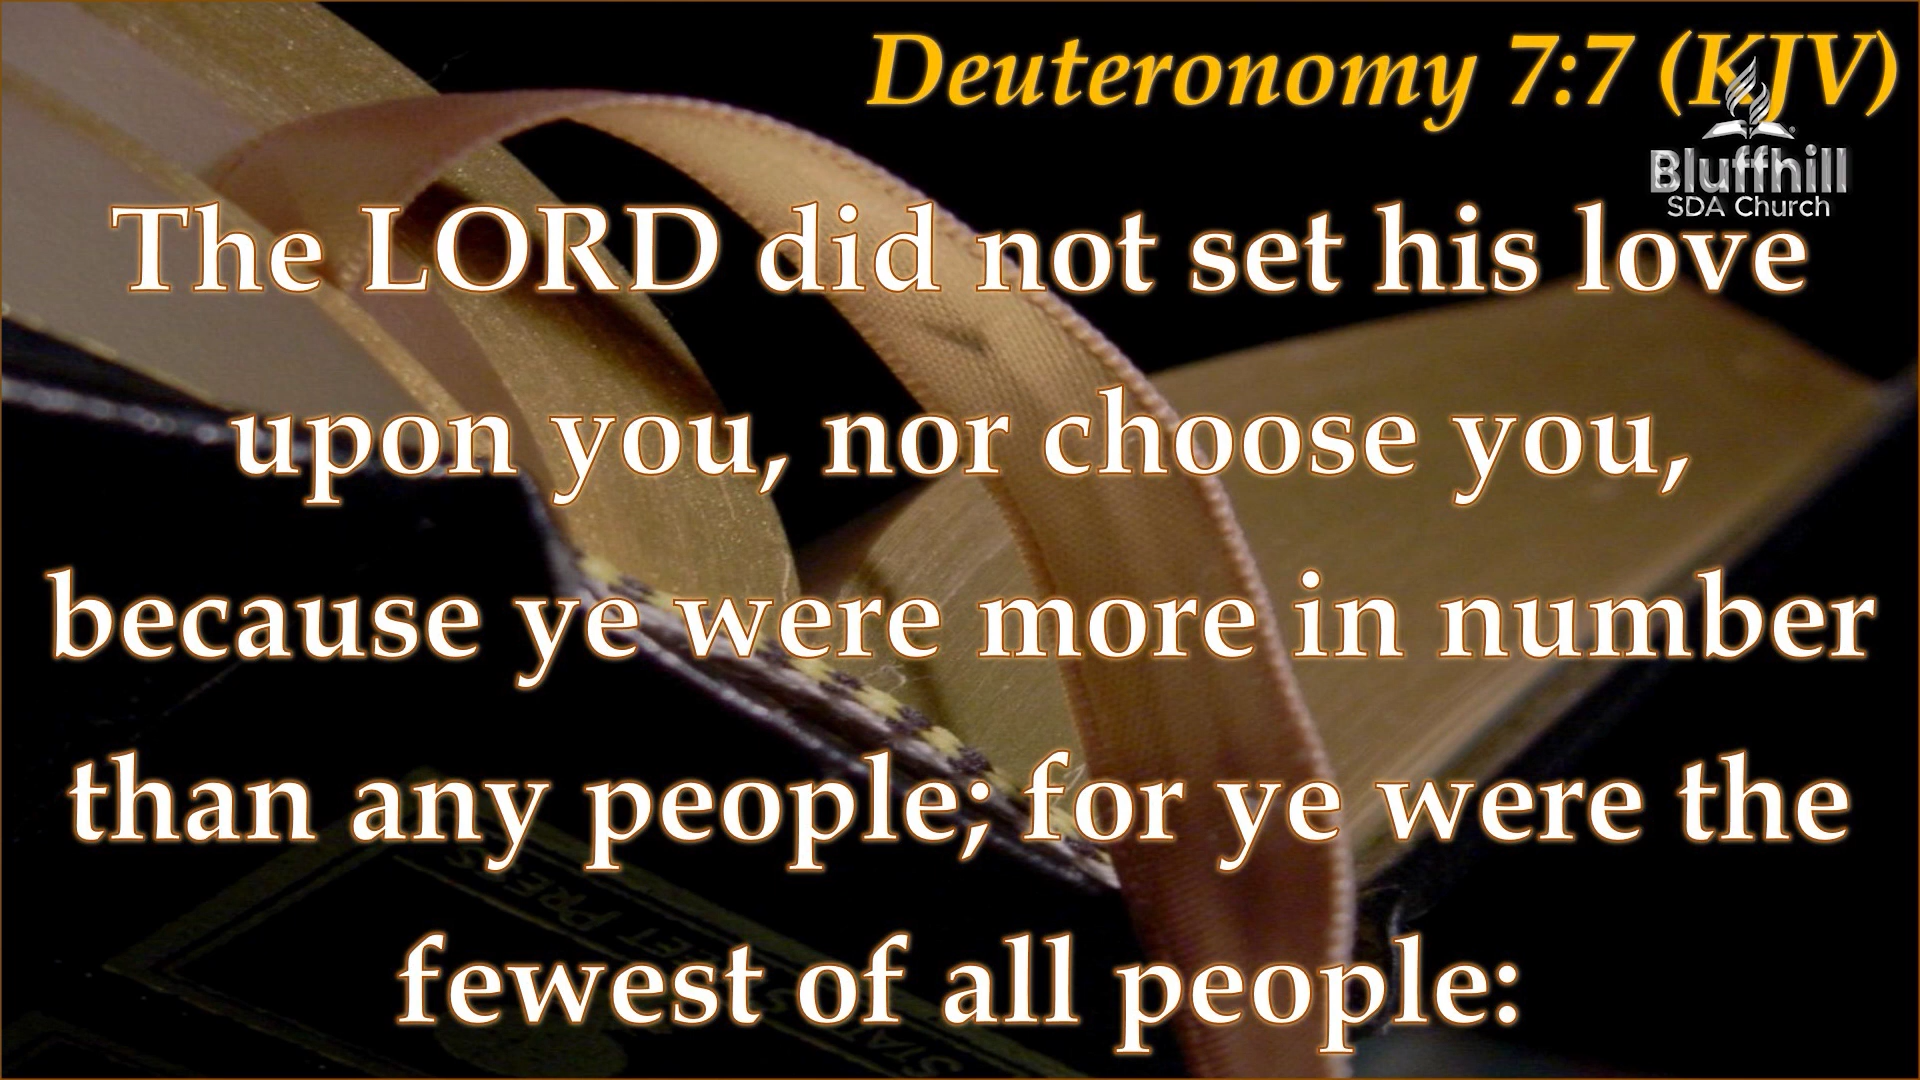 Deuteronomy 7:7 (KJV)
Bluffhill
SDA Church
The LORD did not set his love
upon you, nor choose you,
because ye were more in number
than any people; for ye were the
fewest of all people: